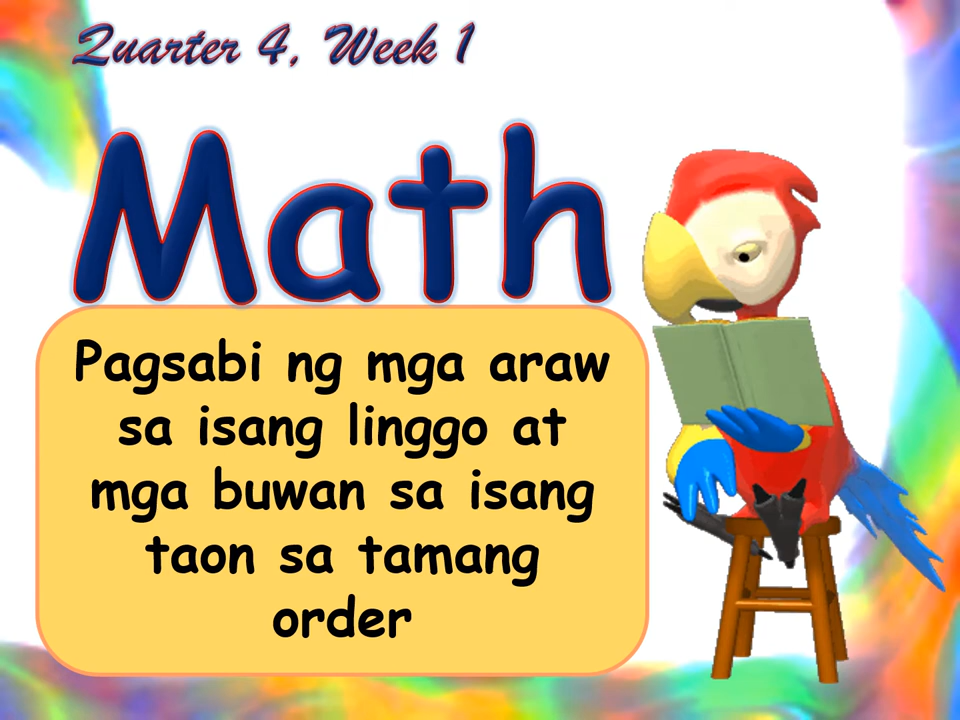 Quarter 4, Week 1
Math
Pagsabi ng mga araw
sa isang linggo at
mga buwan sa isang
taon sa tamang
order